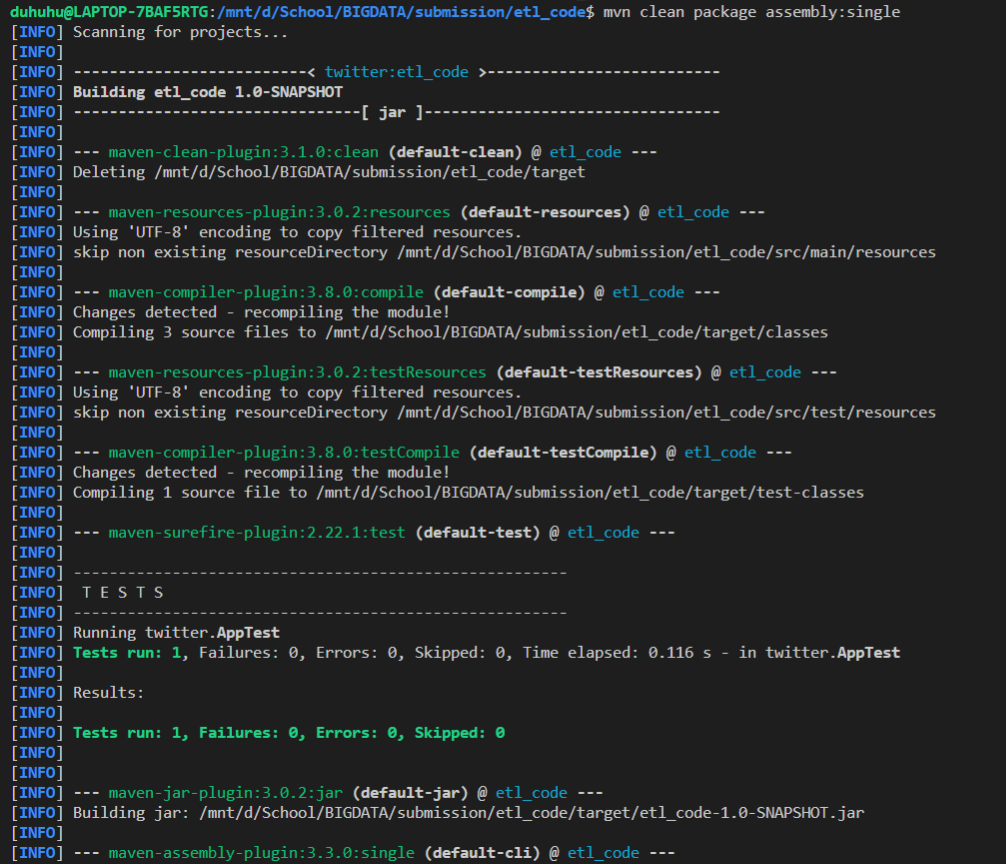 duhuhu@LAPTOP-7BAF5RTG:/mnt/d/School/BIGDATA/submission/etl_code$ mvn clean package assembly:single
[INFO] Scanning for projects...
[INFO]
[INFO] --------------------------< twitter:etl_code >--------------------------
[INFO] Building etl_code 1.0-SNAPSHOT
[INFO] --------------------------------[ jar ]---------------------------------
[INFO]
[INFO] --- maven-clean-plugin:3.1.0:clean (default-clean) @ etl_code ---
[INFO] Deleting /mnt/d/School/BIGDATA/submission/etl_code/target
[INFO]
[INFO] --- maven-resources-plugin:3.0.2:resources (default-resources) @ etl_code ---
[INFO] Using 'UTF-8' encoding to copy filtered resources.
[INFO] skip non existing resourceDirectory /mnt/d/School/BIGDATA/submission/etl_code/src/main/resources
[INFO]
[INFO] --- maven-compiler-plugin:3.8.0:compile (default-compile) @ etl_code ---
[INFO] Changes detected - recompiling the module!
[INFO] Compiling 3 source files to /mnt/d/School/BIGDATA/submission/etl_code/target/classes
[INFO]
[INFO] --- maven-resources-plugin:3.0.2:testResources (default-testResources) @ etl_code ---
[INFO] Using 'UTF-8' encoding to copy filtered resources.
[INFO] skip non existing resourceDirectory /mnt/d/School/BIGDATA/submission/etl_code/src/test/resources
[INFO]
[INFO] --- maven-compiler-plugin:3.8.0:testCompile (default-testCompile) @ etl_code ---
[INFO] Changes detected - recompiling the module!
[INFO] Compiling 1 source file to /mnt/d/School/BIGDATA/submission/etl_code/target/test-classes
[INFO]
[INFO] --- maven-surefire-plugin:2.22.1:test (default-test) @ etl_code ---
[INFO]
[INFO] -------------------------------------------------------
[INFO]  T E S T S
[INFO] -------------------------------------------------------
[INFO] Running twitter.AppTest
[INFO] Tests run: 1, Failures: 0, Errors: 0, Skipped: 0, Time elapsed: 0.116 s - in twitter.AppTest
[INFO]
[INFO] Results:
[INFO]
[INFO] Tests run: 1, Failures: 0, Errors: 0, Skipped: 0
[INFO]
[INFO]
[INFO] --- maven-jar-plugin:3.0.2:jar (default-jar) @ etl_code ---
[INFO] Building jar: /mnt/d/School/BIGDATA/submission/etl_code/target/etl_code-1.0-SNAPSHOT.jar
[INFO]
[INFO] --- maven-assembly-plugin:3.3.0:single (default-cli) @ etl_code ---